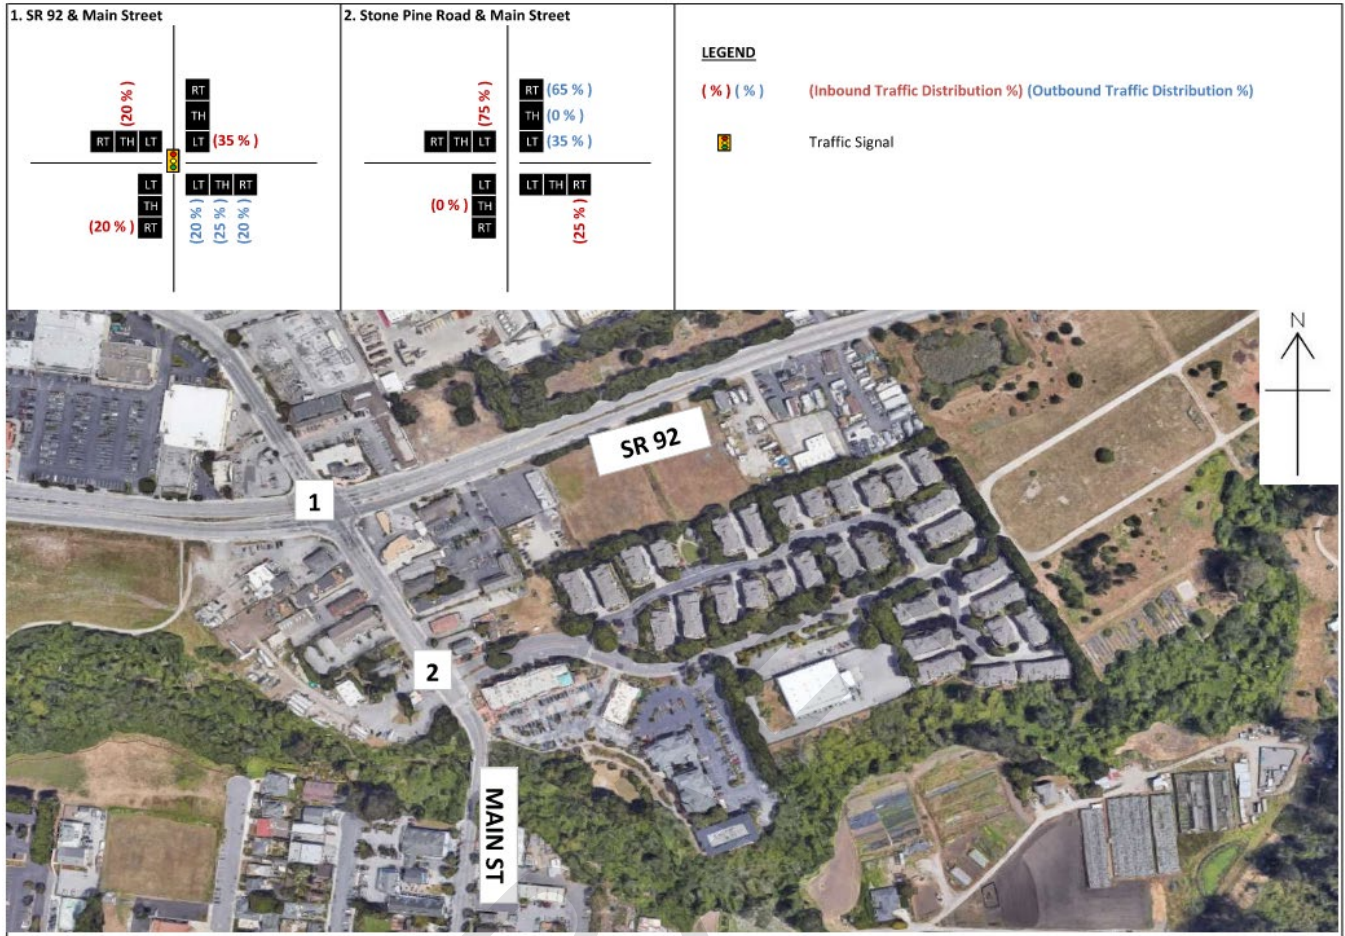 1. SR 92 & Main Street
(20 %)
RT TH LT
RT
TH
LT (35 %)
LT
TH
(20 %) RT
LT TH RT
(20 %) (25 %) (20 %)
2. Stone Pine Road & Main Street
(75 %)
RT TH LT
RT (65 %)
TH (0 %)
LT (35 %)
LT
(0 %) TH
RT
LT TH RT
(25 %)
LEGEND
( % ) ( % ) (Inbound Traffic Distribution %) (Outbound Traffic Distribution %)
Traffic Signal
N
SR 92
1
2
MAIN ST